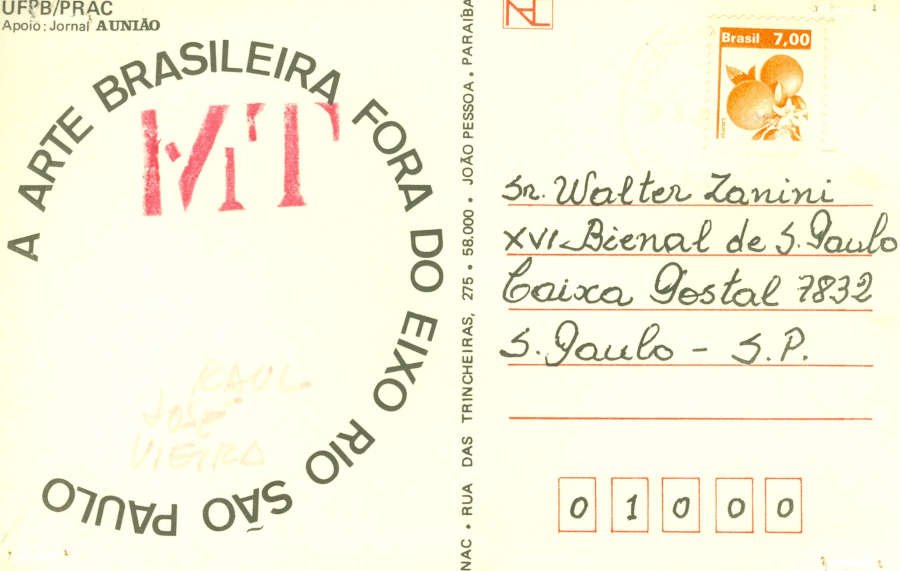 UFPB/PRAC
Apoio: Jornal A UNIÃO
A ARTE BRASILEIRA FORA DO EIXO RIO SÃO PAULO
MT
RAUL
JOSÉ
VIEIRA
NAC • RUA DAS TRINCHEIRAS, 275 • 58.000 • JOÃO PESSOA • PARAÍBA
Brasil 7,00
Sr. Walter Zanini
XVI Bienal de S. Paulo
Caixa Postal 7832
S. Paulo - S.P.
0 1 0 0 0